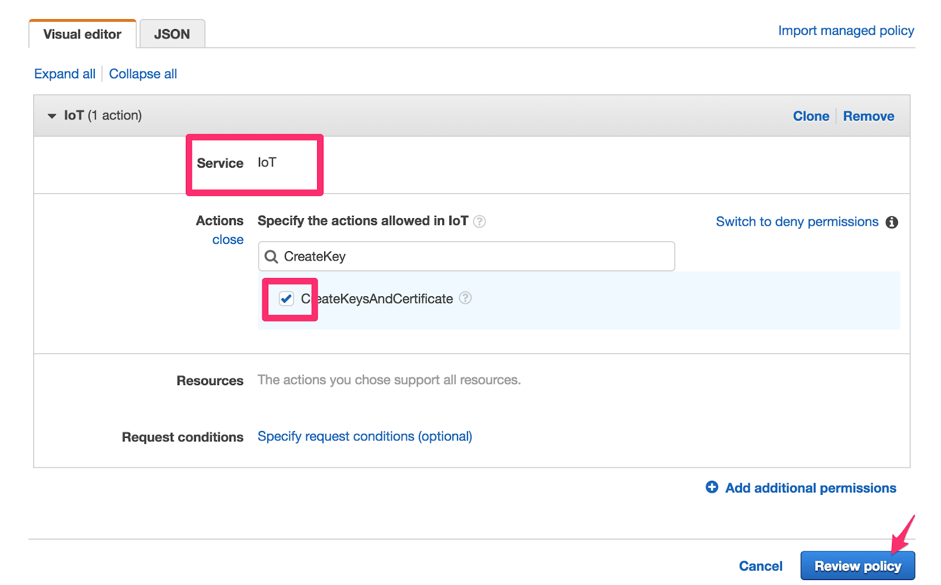 Visual editor JSON Import managed policy
Expand all Collapse all
IoT (1 action) Clone Remove
Service IoT
Actions Specify the actions allowed in IoT ? Switch to deny permissions i
close
CreateKey
CreateKeysAndCertificate ?
Resources The actions you chose support all resources.
Request conditions Specify request conditions (optional)
Add additional permissions
Cancel Review policy